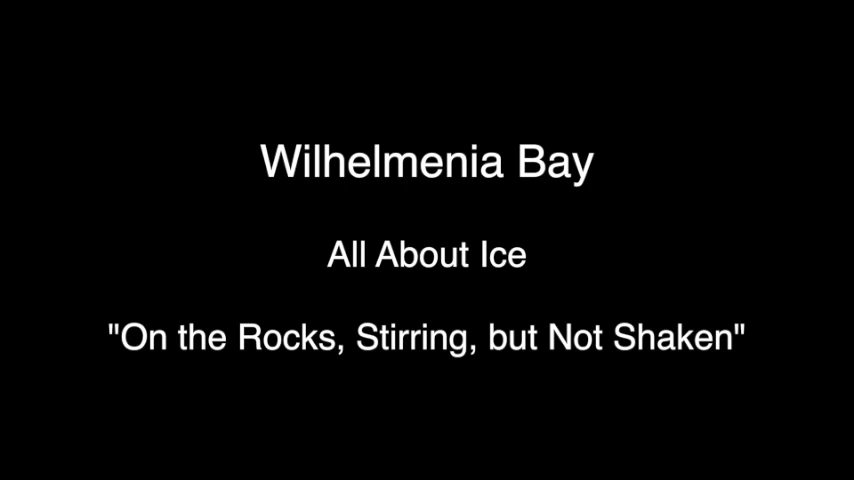 Wilhelmenia Bay
All About Ice
"On the Rocks, Stirring, but Not Shaken"